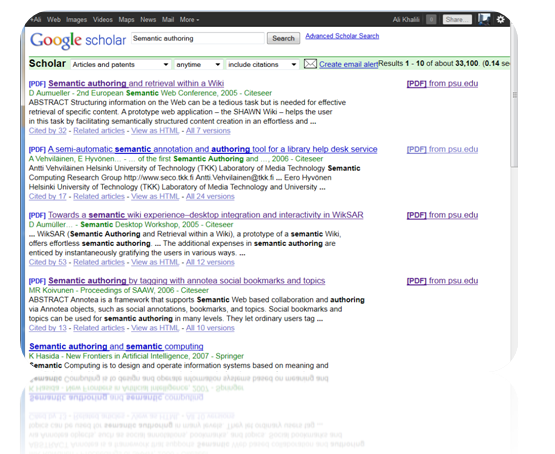 +Ali Web Images Videos Maps News Mail More Ali Khalili 0 Share...
Google scholar Semantic authoring Search Advanced Scholar Search
Scholar Articles and patents anytime include citations Create email alert Results 1 - 10 of about 33,100. (0.14 se
[PDF] Semantic authoring and retrieval within a Wiki [PDF] from psu.edu
D Aumueller - 2nd European Semantic Web Conference, 2005 - Citeseer
ABSTRACT Structuring information on the Web can be a tedious task but is needed for effective
retrieval of specific content. A prototype web application – the SHAWN Wiki – helps the user
in this task by facilitating semantically structured content creation in an effortless and ...
Cited by 32 - Related articles - View as HTML - All 7 versions
[PDF] A semi-automatic semantic annotation and authoring tool for a library help desk service [PDF] from psu.edu
A Vehviläinen, E Hyvönen... - ... of the first Semantic Authoring and ..., 2006 - Citeseer
Antti Vehviläinen Helsinki University of Technology (TKK) Laboratory of Media Technology Semantic
Computing Research Group http://www.seco.tkk.fi Antti.Vehvilainen@tkk.fi ... Eero Hyvönen
Helsinki University of Technology (TKK) Laboratory of Media Technology and University ...
Cited by 17 - Related articles - View as HTML - All 24 versions
[PDF] Towards a semantic wiki experience–desktop integration and interactivity in WikSAR [PDF] from psu.edu
D Aumüller... - Semantic Desktop Workshop, 2005 - Citeseer
... WikSAR (Semantic Authoring and Retrieval within a Wiki), a prototype of a semantic Wiki,
offers effortless semantic authoring. ... The additional expenses in semantic authoring are
enticed by instantaneously gratifying the users in various ways. ...
Cited by 53 - Related articles - View as HTML - All 12 versions
[PDF] Semantic authoring by tagging with annotea social bookmarks and topics [PDF] from psu.edu
MR Koivunen - Proceedings of SAAW, 2006 - Citeseer
ABSTRACT Annotea is a framework that supports Semantic Web based collaboration and authoring
via Annotea objects, such as social annotations, bookmarks, and topics. Social bookmarks and
topics can be used for semantic authoring in many levels. They let ordinary users tag ...
Cited by 13 - Related articles - View as HTML - All 10 versions
Semantic authoring and semantic computing
K Hasida - New Frontiers in Artificial Intelligence, 2007 - Springer
Semantic Computing is to design and operate information systems based on meaning and